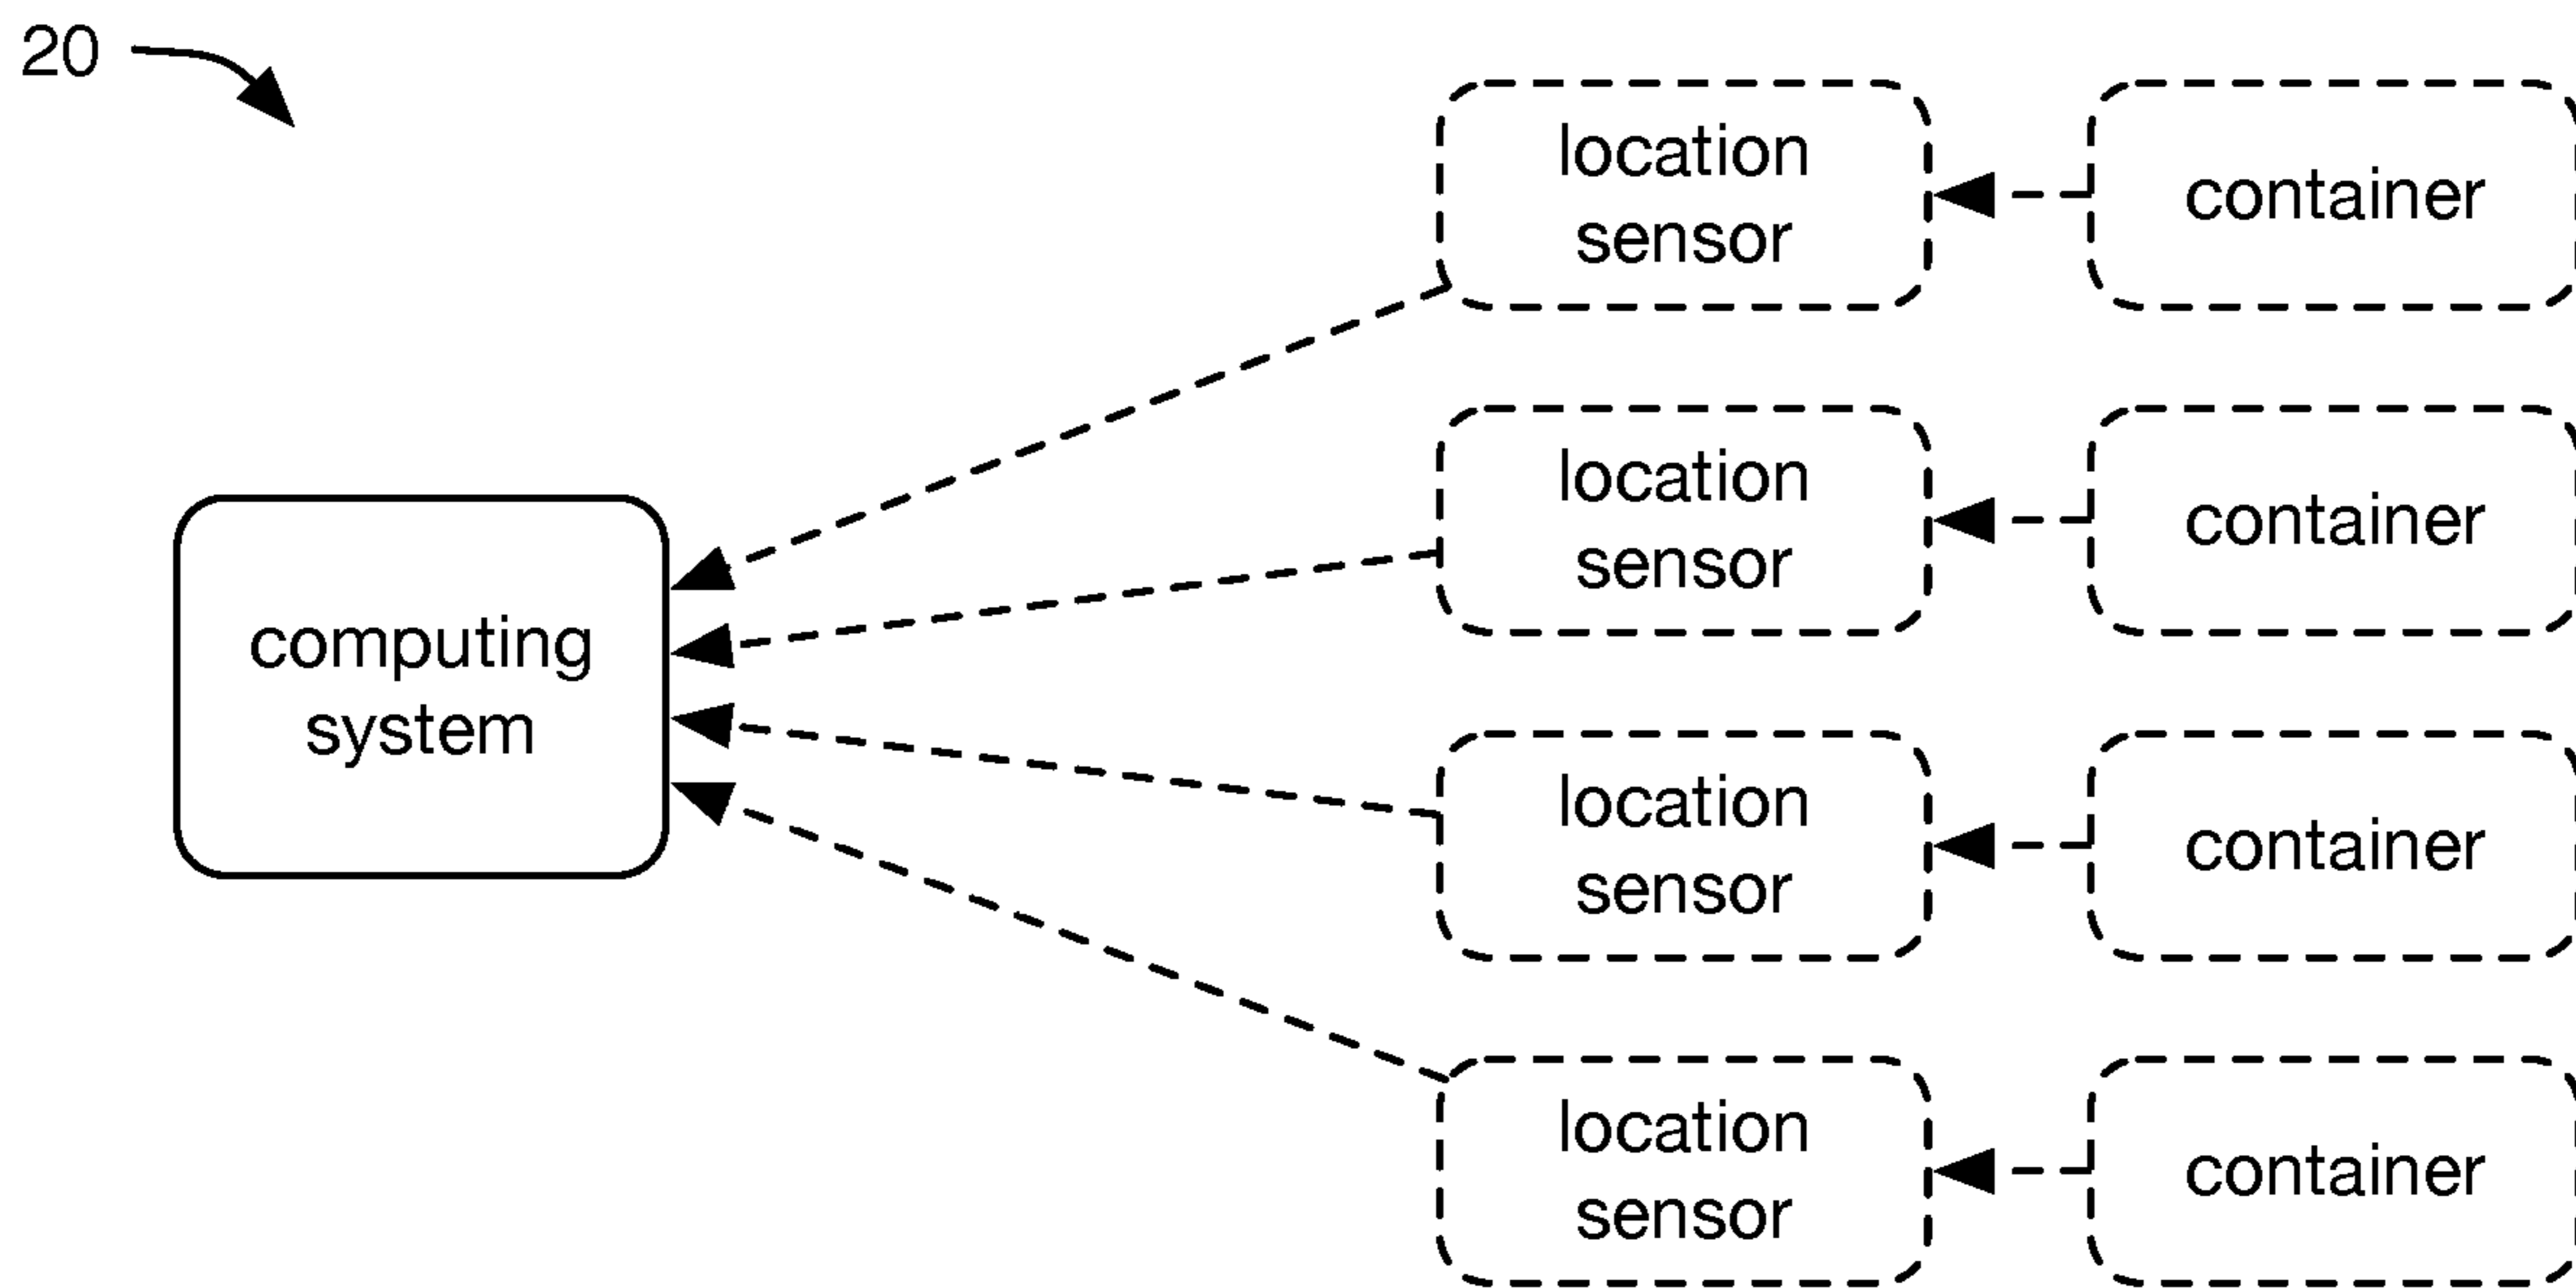 20
location
sensor
container
location
sensor
container
computing
system
location
sensor
container
location
sensor
container